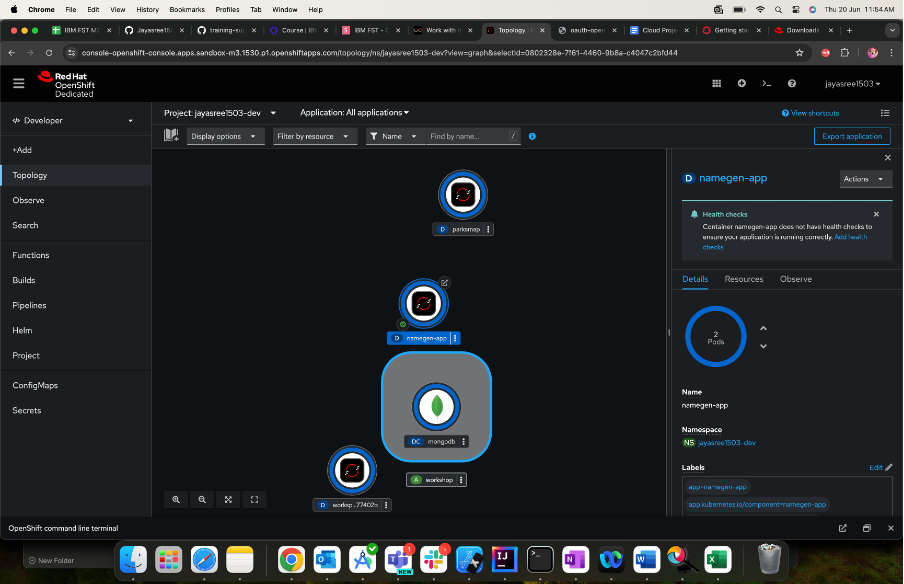 Chrome File Edit View History Bookmarks Profiles Tab Window Help
Thu 20 Jun 11:54AM
IBM FST M3
Jayasree15
training-su
Course | IB
IBM FST - C
Work with
Topology -
oauth-open
Cloud Proje
Getting star
Downloads
console-openshift-console.apps.sandbox-m3.1530.p1.openshiftapps.com/topology/ns/jayasree1503-dev?view=graph&selectId=0802328e-7f61-4460-9b8a-c4047c2bfd44
Red Hat
OpenShift
Dedicated
jayasree1503
</> Developer
Project: jayasree1503-dev
Application: All applications
View shortcuts
Display options
Filter by resource
Name
Find by name...
/
Export application
+Add
Topology
Observe
Search
Functions
Builds
Pipelines
Helm
Project
ConfigMaps
Secrets
D parksmap
D namegen-app
DC mongodb
A workshop
D worksp...77402b
D namegen-app
Actions
Health checks
Container namegen-app does not have health checks to
ensure your application is running correctly. Add health
checks
Details Resources Observe
2
Pods
Name
namegen-app
Namespace
NS jayasree1503-dev
Labels
Edit
app=namegen-app
app.kubernetes.io/component=namegen-app
OpenShift command line terminal
New Folder
NEW